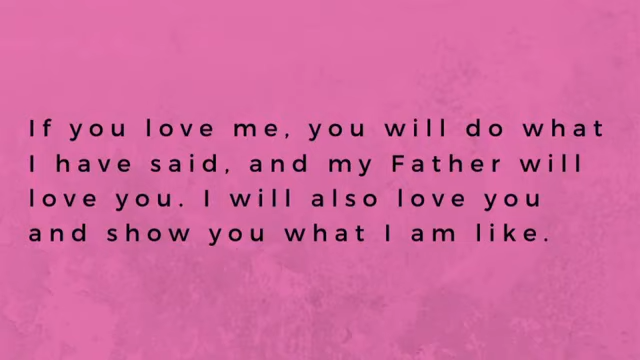 If you love me, you will do what
I have said, and my Father will
love you. I will also love you
and show you what I am like.